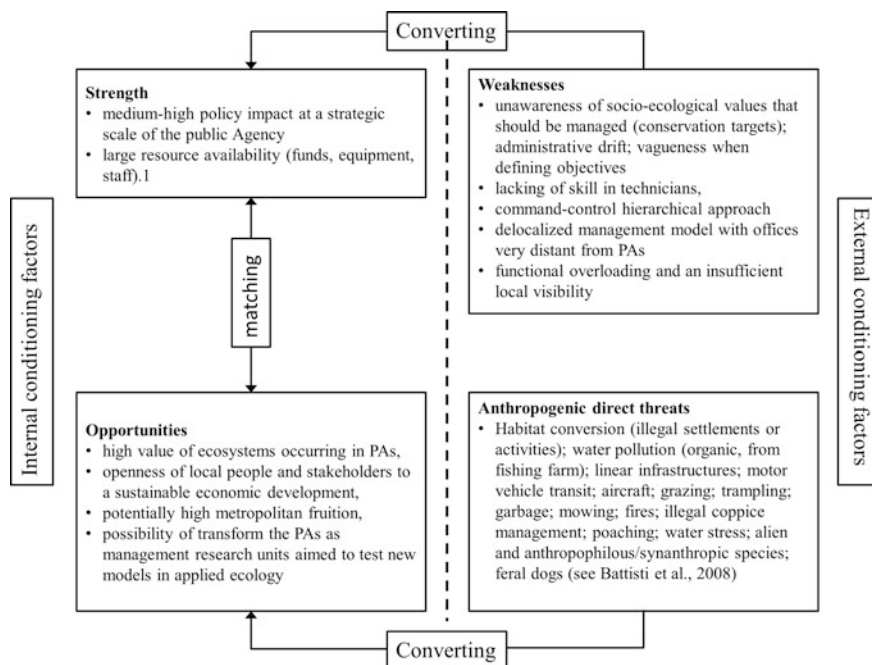 Converting
Strength
• medium-high policy impact at a strategic
scale of the public Agency
• large resource availability (funds, equipment,
staff).1
Weaknesses
• unawareness of socio-ecological values that
should be managed (conservation targets);
administrative drift; vagueness when
defining objectives
• lacking of skill in technicians,
• command-control hierarchical approach
• delocalized management model with offices
very distant from PAs
• functional overloading and an insufficient
local visibility
Internal conditioning factors
matching
External conditioning factors
Opportunities
• high value of ecosystems occurring in PAs,
• openness of local people and stakeholders to
a sustainable economic development,
• potentially high metropolitan fruition,
• possibility of transform the PAs as
management research units aimed to test new
models in applied ecology
Anthropogenic direct threats
• Habitat conversion (illegal settlements or
activities); water pollution (organic, from
fishing farm); linear infrastructures; motor
vehicle transit; aircraft; grazing; trampling;
garbage; mowing; fires; illegal coppice
management; poaching; water stress; alien
and anthropophilous/synanthropic species;
feral dogs (see Battisti et al., 2008)
Converting